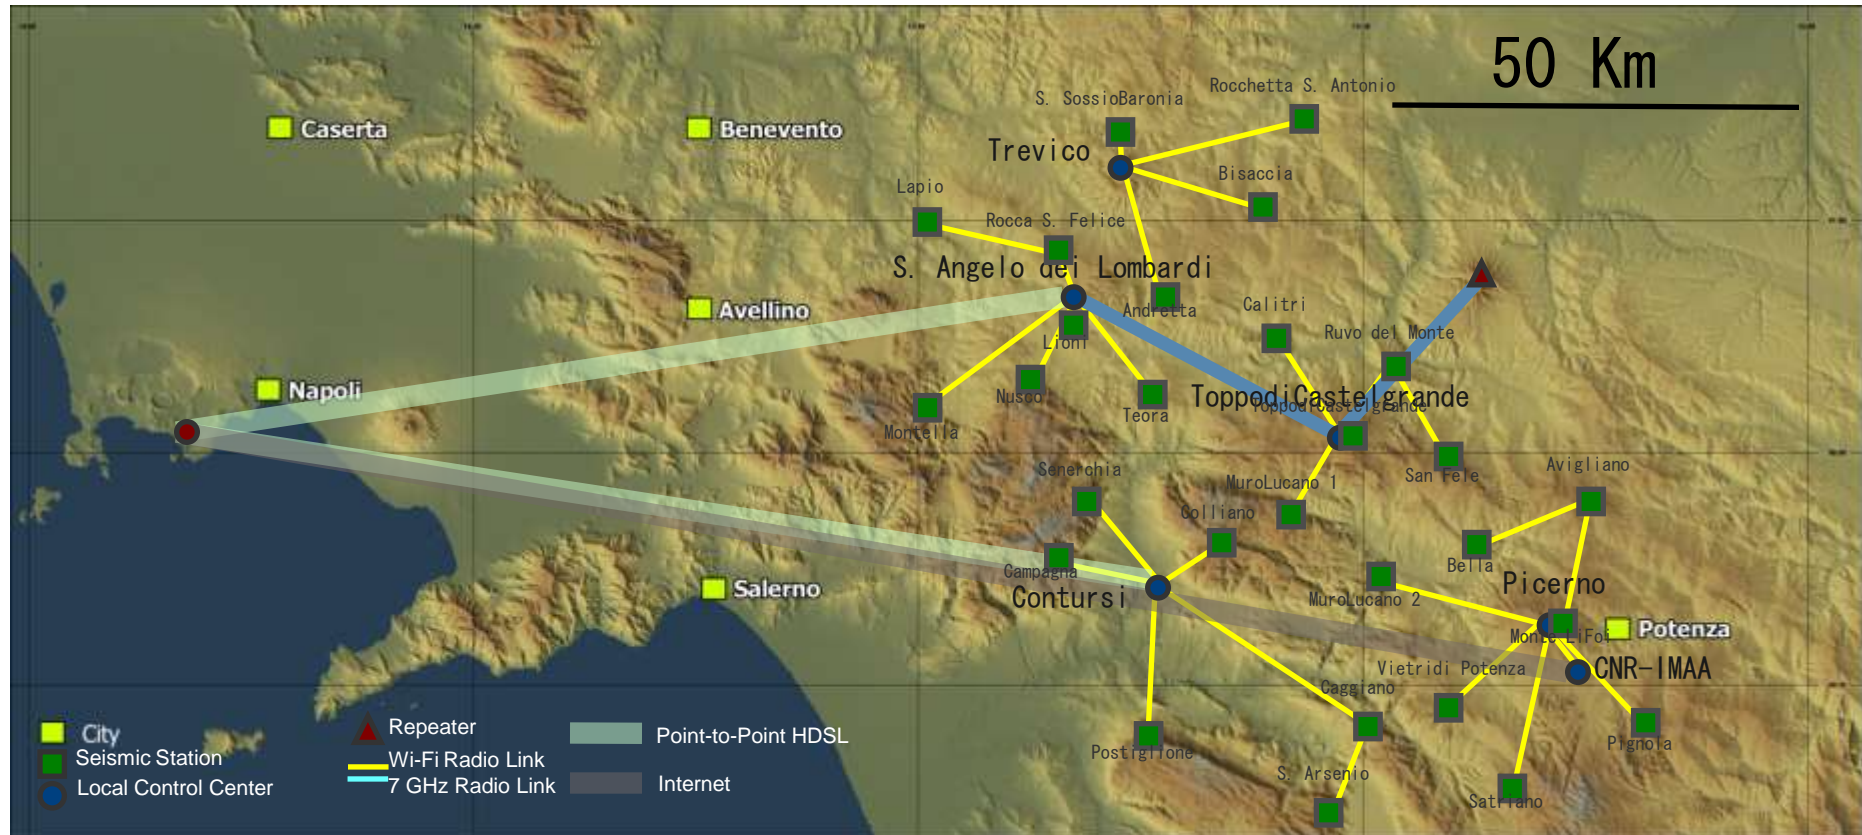 50 Km
Rocchetta S. Antonio
S. SossioBaronia
Caserta
Benevento
Trevico
Bisaccia
Lapio
Rocca S. Felice
S. Angelo dei Lombardi
Andretta
Calitri
Avellino
Lioni
Ruvo del Monte
Napoli
Nusco
Teora
ToppodiCastelgrande
ToppodiCastelgrande
Montella
Senerchia
San Fele
Avigliano
MuroLucano 1
Colliano
Campagna
Bella
Contursi
Picerno
Salerno
MuroLucano 2
Monte LiFoi
Potenza
Vietridi Potenza
CNR-IMAA
Caggiano
Postiglione
Pignola
S. Arsenio
Satriano
City
Seismic Station
Local Control Center
Repeater
Wi-Fi Radio Link
7 GHz Radio Link
Point-to-Point HDSL
Internet